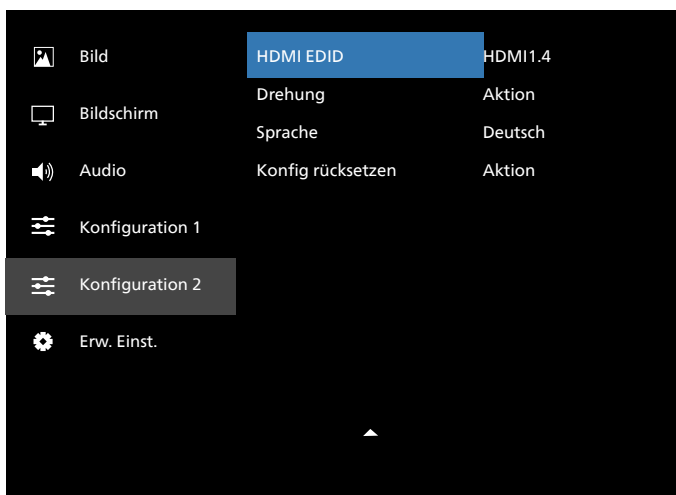 Bild
Bildschirm
Audio
Konfiguration 1
Konfiguration 2
Erw. Einst.
HDMI EDID HDMI1.4
Drehung Aktion
Sprache Deutsch
Konfig rücksetzen Aktion